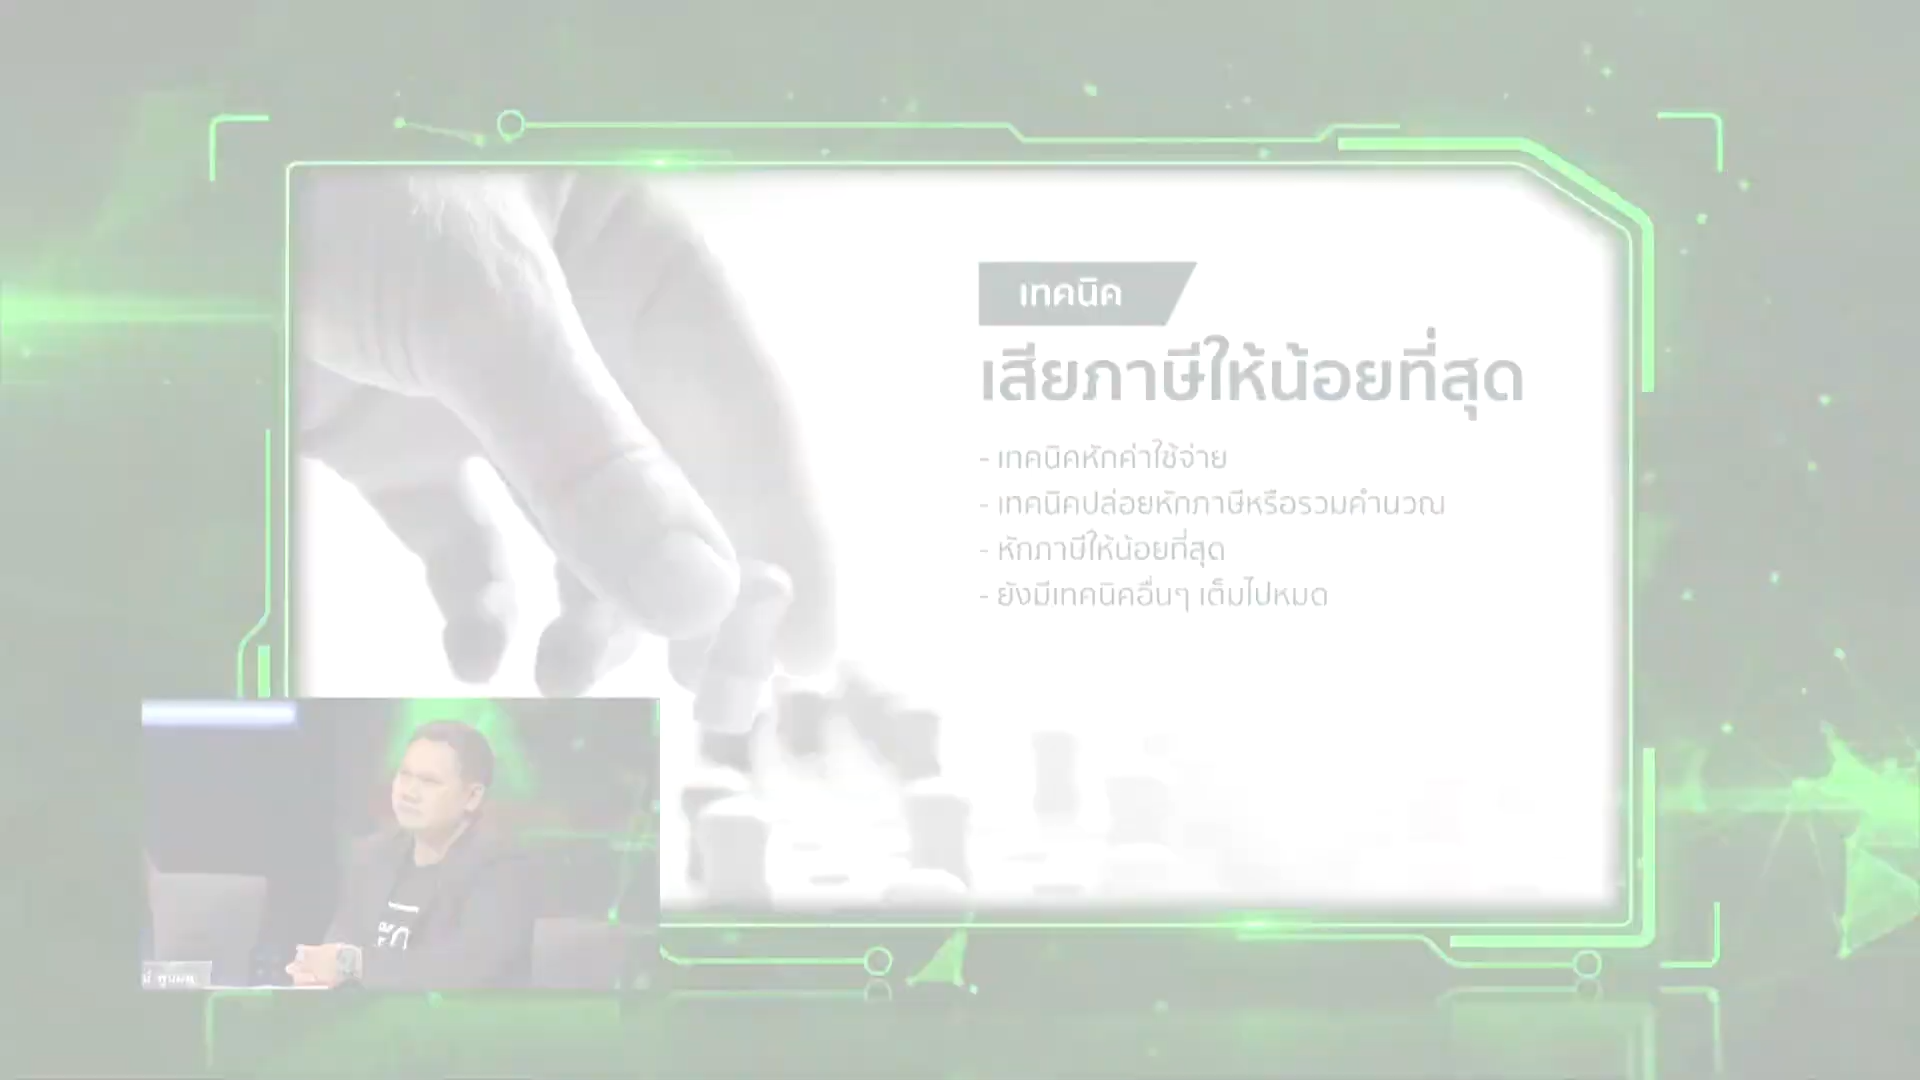 เทคนิค
เสียภาษีให้น้อยที่สุด
- เทคนิคหักค่าใช้จ่าย
- เทคนิคปล่อยหักภาษีหรือรวมคำนวณ
- หักภาษีให้น้อยที่สุด
- ยังมีเทคนิคอื่นๆ เต็มไปหมด